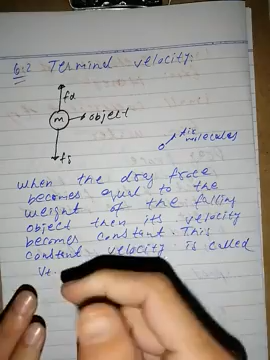 6.2 Terminal velocity:
fd
m
object
air
molecules
fg
when the drag force
becomes equal to the
weight of the falling
object then its velocity
becomes constant. This
constant velocity is called
Vt.